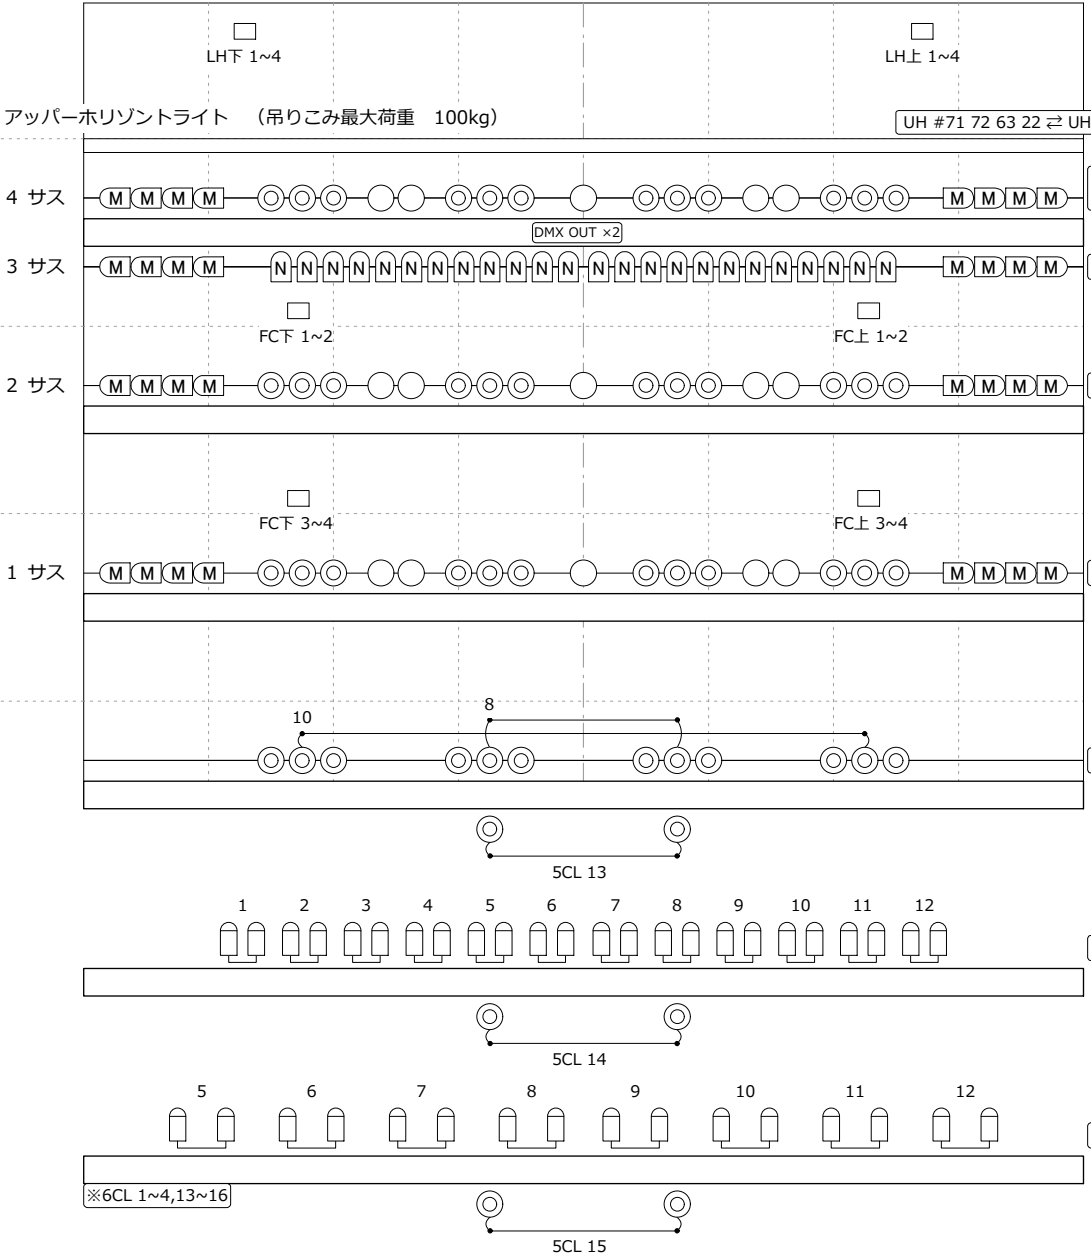 LH下 1~4 LH上 1~4
アッパーホリゾントライト （吊りこみ最大荷重 100kg） UH #71 72 63 22 ⇄ UH
4 サス M M M M M M M M
DMX OUT ×2
3 サス M M M M N N N N N N N N N N N N N N N N N N N N N N N N M M M M
FC下 1~2 FC上 1~2
2 サス M M M M M M M M
FC下 3~4 FC上 3~4
1 サス M M M M M M M M
8
10
5CL 13
1 2 3 4 5 6 7 8 9 10 11 12
5CL 14
5 6 7 8 9 10 11 12
※6CL 1~4,13~16
5CL 15